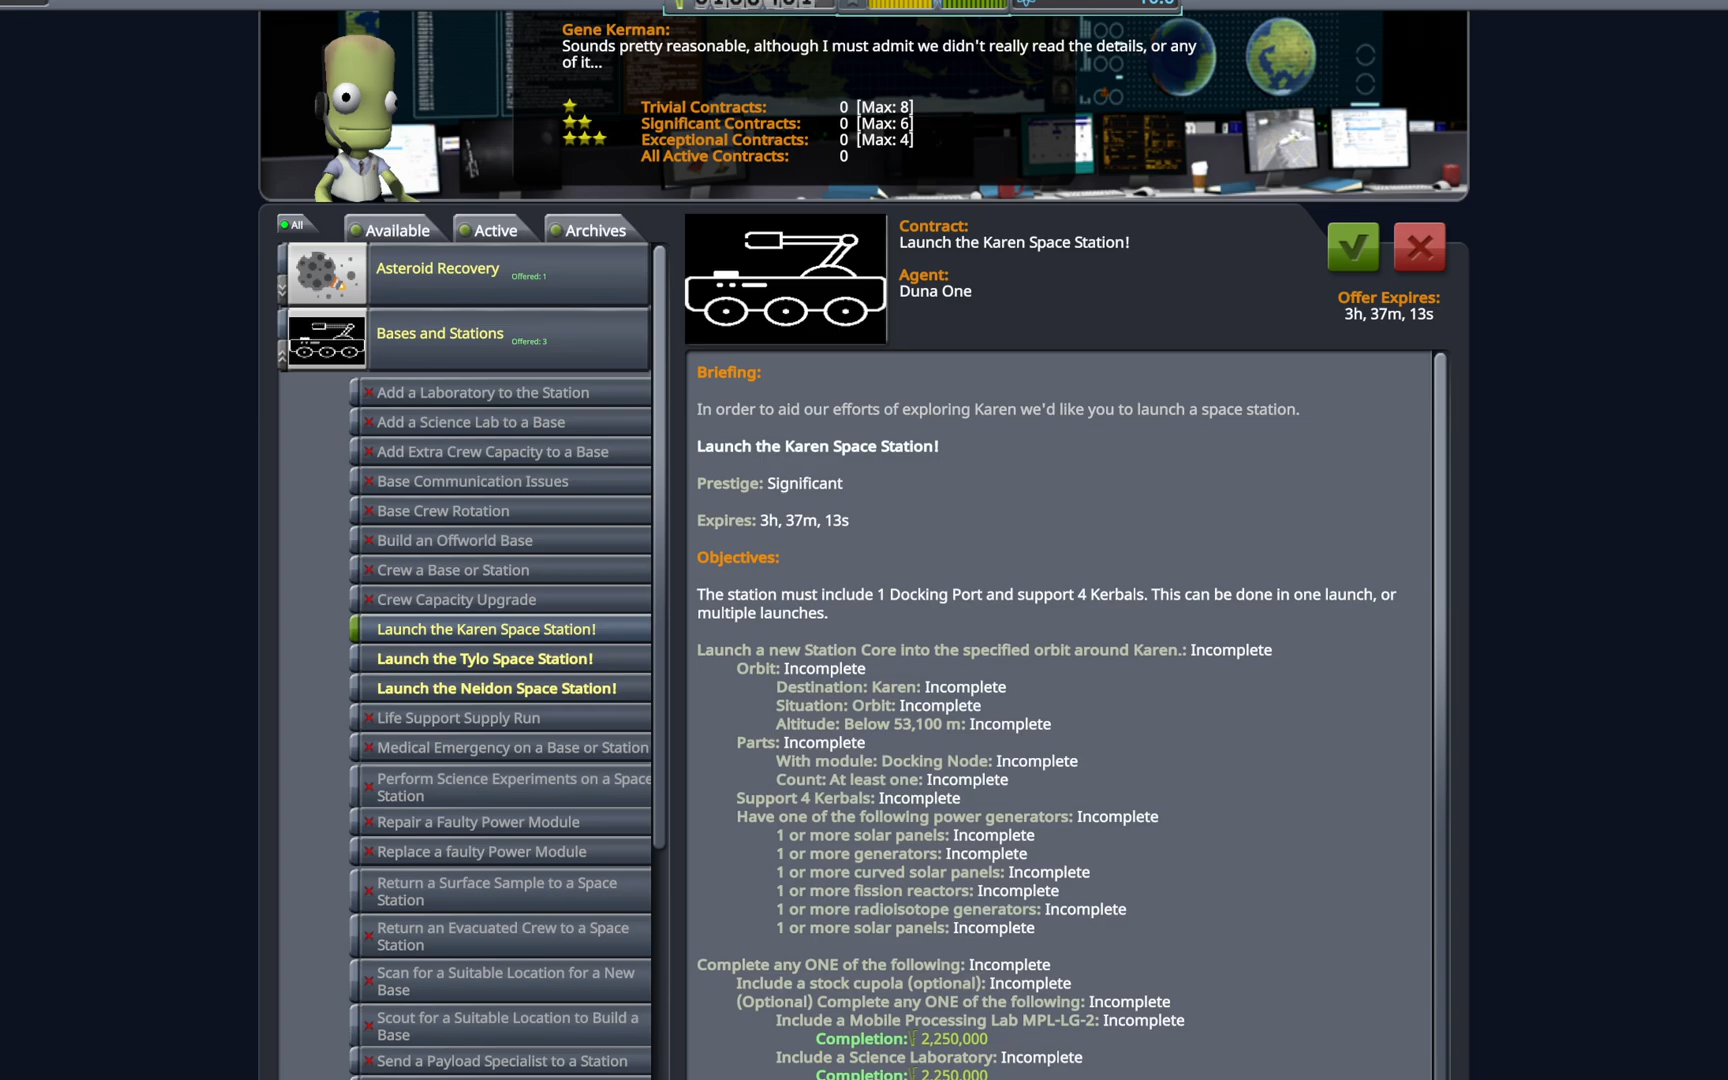 Gene Kerman:
Sounds pretty reasonable, although I must admit we didn't really read the details, or any
of it...
Trivial Contracts: 0 [Max: 8]
Significant Contracts: 0 [Max: 6]
Exceptional Contracts: 0 [Max: 4]
All Active Contracts: 0
All
Available
Active
Archives
Asteroid Recovery
Offered: 1
Bases and Stations
Offered: 3
Add a Laboratory to the Station
Add a Science Lab to a Base
Add Extra Crew Capacity to a Base
Base Communication Issues
Base Crew Rotation
Build an Offworld Base
Crew a Base or Station
Crew Capacity Upgrade
Launch the Karen Space Station!
Launch the Tylo Space Station!
Launch the Neidon Space Station!
Life Support Supply Run
Medical Emergency on a Base or Station
Perform Science Experiments on a Space
Station
Repair a Faulty Power Module
Replace a faulty Power Module
Return a Surface Sample to a Space
Station
Return an Evacuated Crew to a Space
Station
Scan for a Suitable Location for a New
Base
Scout for a Suitable Location to Build a
Base
Send a Payload Specialist to a Station
Contract:
Launch the Karen Space Station!
Agent:
Duna One
Offer Expires:
3h, 37m, 13s
Briefing:
In order to aid our efforts of exploring Karen we'd like you to launch a space station.
Launch the Karen Space Station!
Prestige: Significant
Expires: 3h, 37m, 13s
Objectives:
The station must include 1 Docking Port and support 4 Kerbals. This can be done in one launch, or
multiple launches.
Launch a new Station Core into the specified orbit around Karen.: Incomplete
Orbit: Incomplete
Destination: Karen: Incomplete
Situation: Orbit: Incomplete
Altitude: Below 53,100 m: Incomplete
Parts: Incomplete
With module: Docking Node: Incomplete
Count: At least one: Incomplete
Support 4 Kerbals: Incomplete
Have one of the following power generators: Incomplete
1 or more solar panels: Incomplete
1 or more generators: Incomplete
1 or more curved solar panels: Incomplete
1 or more fission reactors: Incomplete
1 or more radioisotope generators: Incomplete
1 or more solar panels: Incomplete
Complete any ONE of the following: Incomplete
Include a stock cupola (optional): Incomplete
(Optional) Complete any ONE of the following: Incomplete
Include a Mobile Processing Lab MPL-LG-2: Incomplete
Completion: 2,250,000
Include a Science Laboratory: Incomplete
Completion: 2,250,000